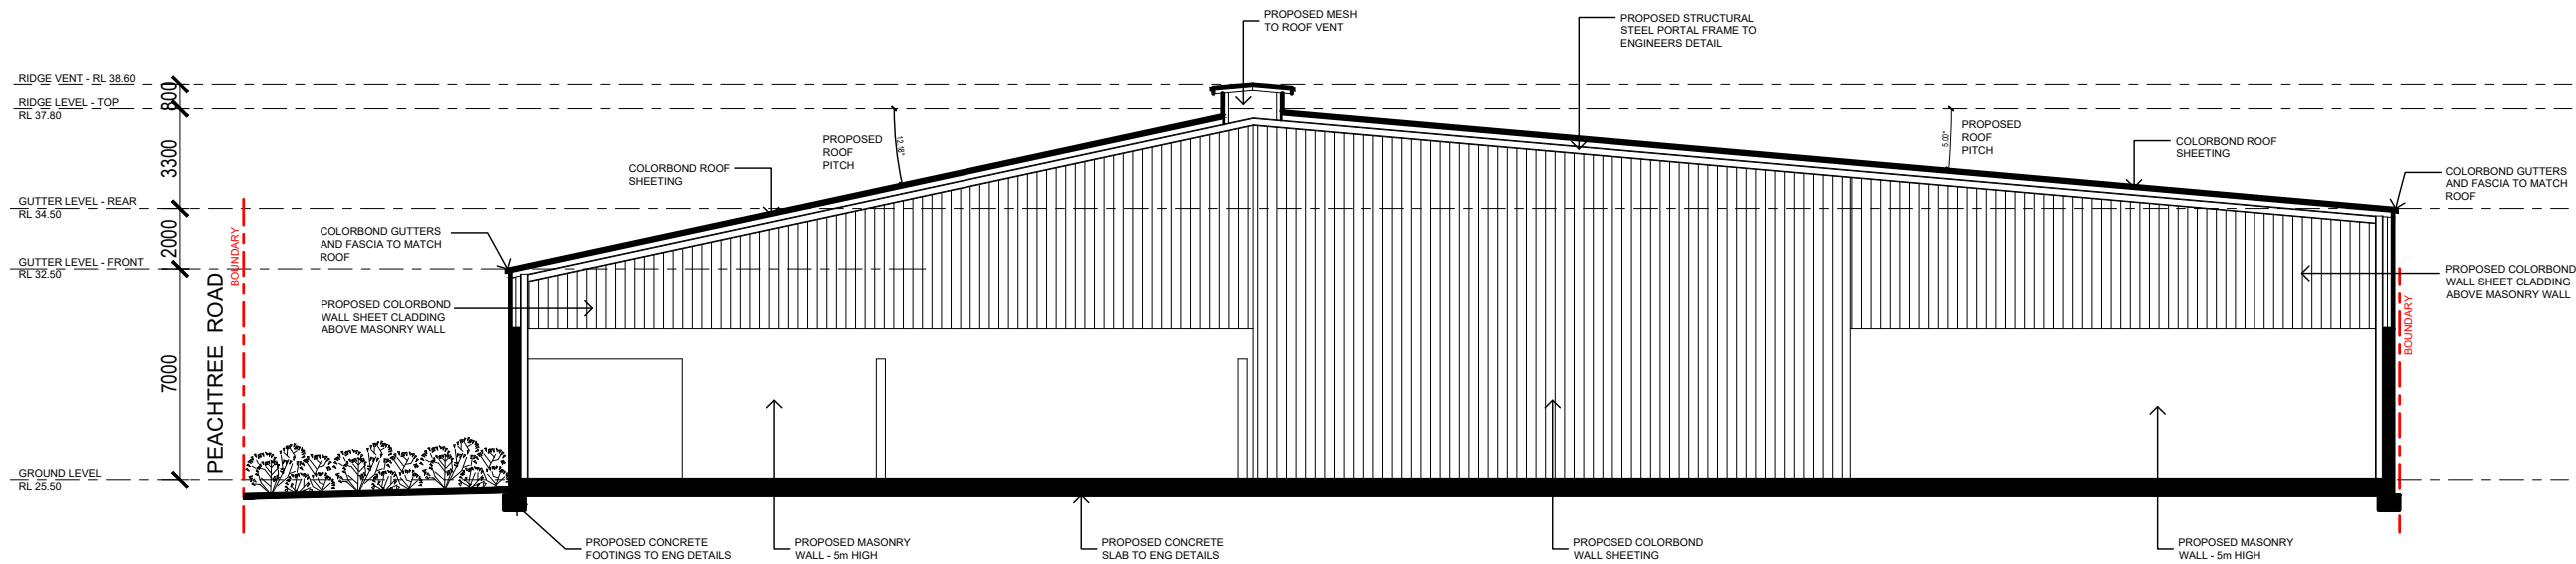 PROPOSED MESH
TO ROOF VENT
PROPOSED STRUCTURAL
STEEL PORTAL FRAME TO
ENGINEERS DETAIL
RIDGE VENT - RL 38.60
800
RIDGE LEVEL - TOP
RL 37.80
3300
PROPOSED
ROOF
PITCH
12.16°
5.00°
PROPOSED
ROOF
PITCH
COLORBOND ROOF
SHEETING
COLORBOND ROOF
SHEETING
COLORBOND GUTTERS
AND FASCIA TO MATCH
ROOF
GUTTER LEVEL - REAR
RL 34.50
2000
BOUNDARY
COLORBOND GUTTERS
AND FASCIA TO MATCH
ROOF
GUTTER LEVEL - FRONT
RL 32.50
PROPOSED COLORBOND
WALL SHEET CLADDING
ABOVE MASONRY WALL
PROPOSED COLORBOND
WALL SHEET CLADDING
ABOVE MASONRY WALL
BOUNDARY
7000
PEACHTREE ROAD
GROUND LEVEL
RL 25.50
PROPOSED CONCRETE
FOOTINGS TO ENG DETAILS
PROPOSED MASONRY
WALL - 5m HIGH
PROPOSED CONCRETE
SLAB TO ENG DETAILS
PROPOSED COLORBOND
WALL SHEETING
PROPOSED MASONRY
WALL - 5m HIGH